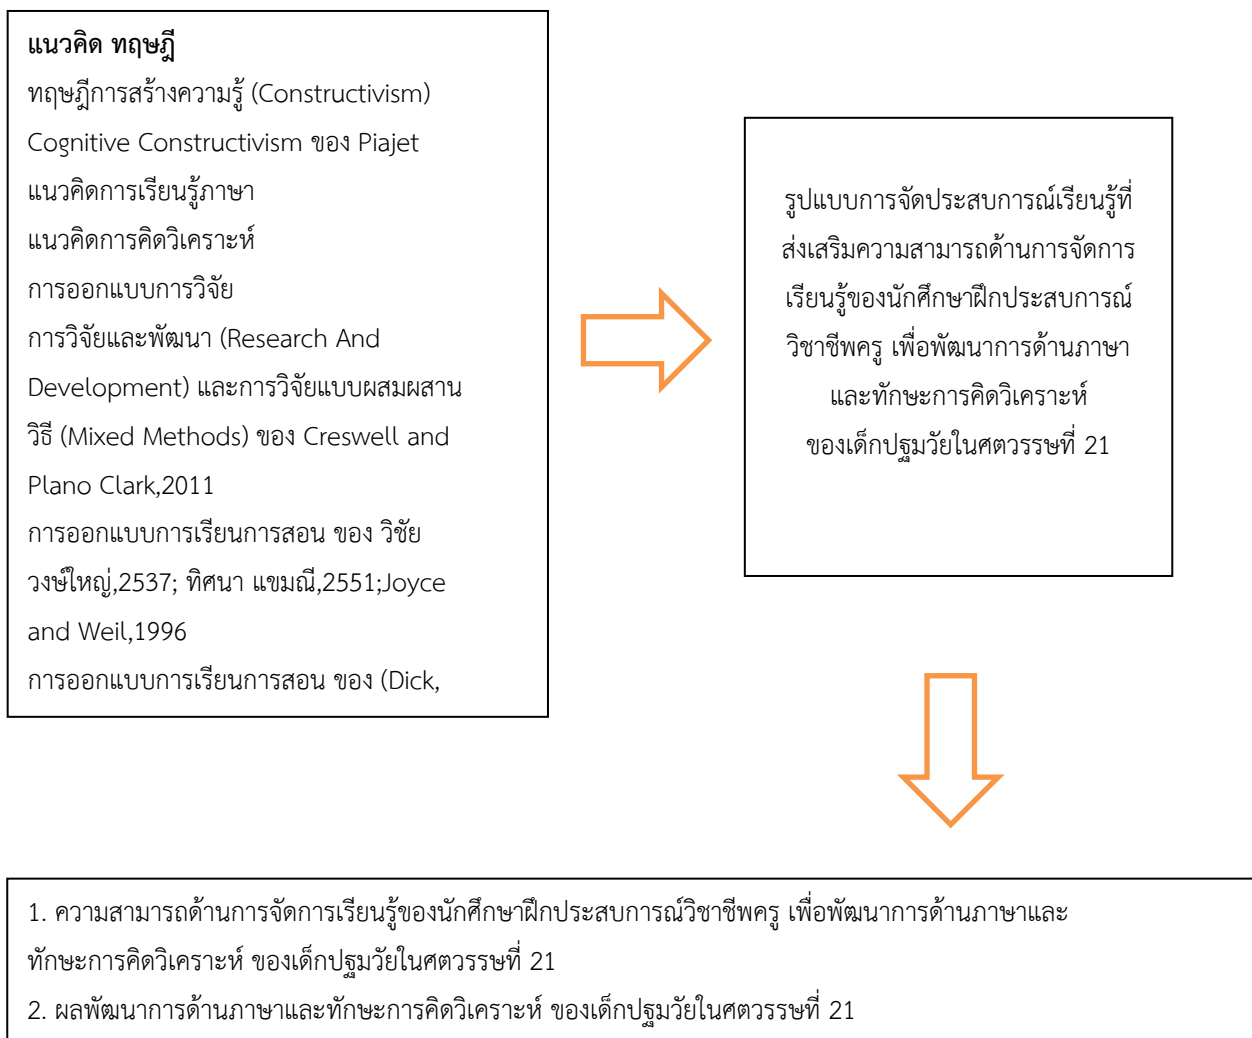 แนวคิด ทฤษฎี
ทฤษฎีการสร้างความรู้ (Constructivism)
Cognitive Constructivism ของ Piajet
แนวคิดการเรียนรู้ภาษา
แนวคิดการคิดวิเคราะห์
การออกแบบการวิจัย
การวิจัยและพัฒนา (Research And
Development) และการวิจัยแบบผสมผสาน
วิธี (Mixed Methods) ของ Creswell and
Plano Clark,2011
การออกแบบการเรียนการสอน ของ วิชัย
วงษ์ใหญ่,2537; ทิศนา แขมณี,2551;Joyce
and Weil,1996
การออกแบบการเรียนการสอน ของ (Dick,
รูปแบบการจัดประสบการณ์เรียนรู้ที่
ส่งเสริมความสามารถด้านการจัดการ
เรียนรู้ของนักศึกษาฝึกประสบการณ์
วิชาชีพครู เพื่อพัฒนาการด้านภาษา
และทักษะการคิดวิเคราะห์
ของเด็กปฐมวัยในศตวรรษที่ 21
1. ความสามารถด้านการจัดการเรียนรู้ของนักศึกษาฝึกประสบการณ์วิชาชีพครู เพื่อพัฒนาการด้านภาษาและ
ทักษะการคิดวิเคราะห์ ของเด็กปฐมวัยในศตวรรษที่ 21
2. ผลพัฒนาการด้านภาษาและทักษะการคิดวิเคราะห์ ของเด็กปฐมวัยในศตวรรษที่ 21